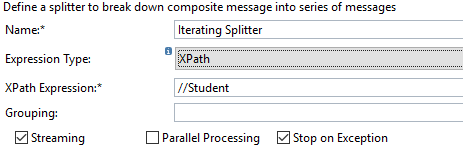 Define a splitter to break down composite message into series of messages
Name:* Iterating Splitter
Expression Type: XPath
XPath Expression:* //Student
Grouping:
Streaming Parallel Processing Stop on Exception